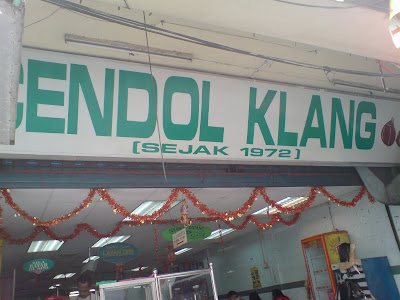 CENDOL KLANG
[SEJAK 1972]